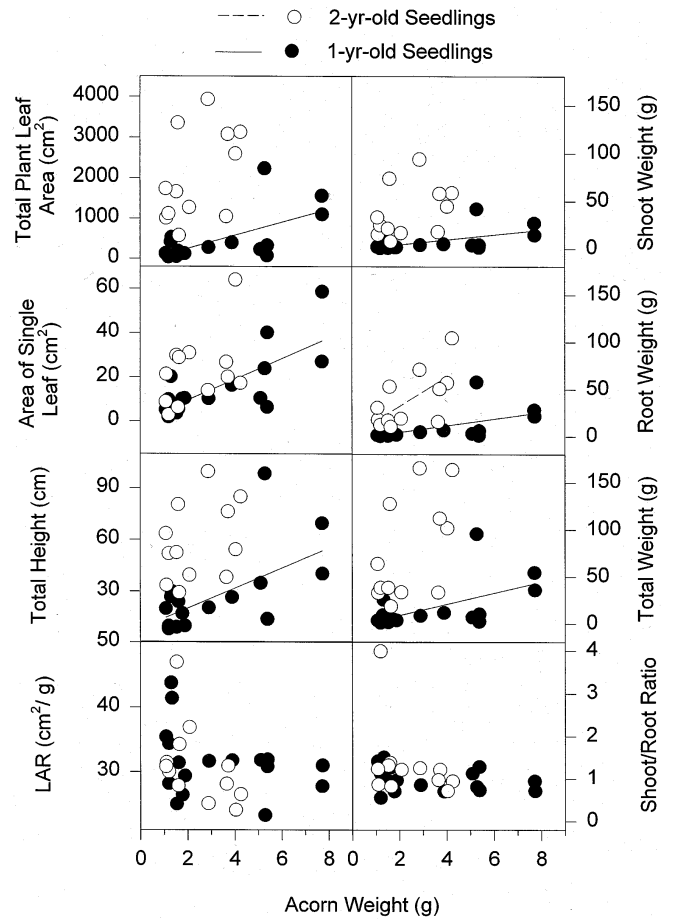 2-yr-old Seedlings
1-yr-old Seedlings
Total Plant Leaf
Area (cm²)
4000
3000
2000
1000
0
Shoot Weight (g)
150
100
50
0
Area of Single
Leaf (cm²)
60
40
20
0
Root Weight (g)
150
100
50
0
Total Height (cm)
90
60
30
50
Total Weight (g)
150
100
50
0
LAR (cm²/ g)
40
30
Shoot/Root Ratio
4
3
2
1
0
0 2 4 6 8 0 2 4 6 8
Acorn Weight (g)